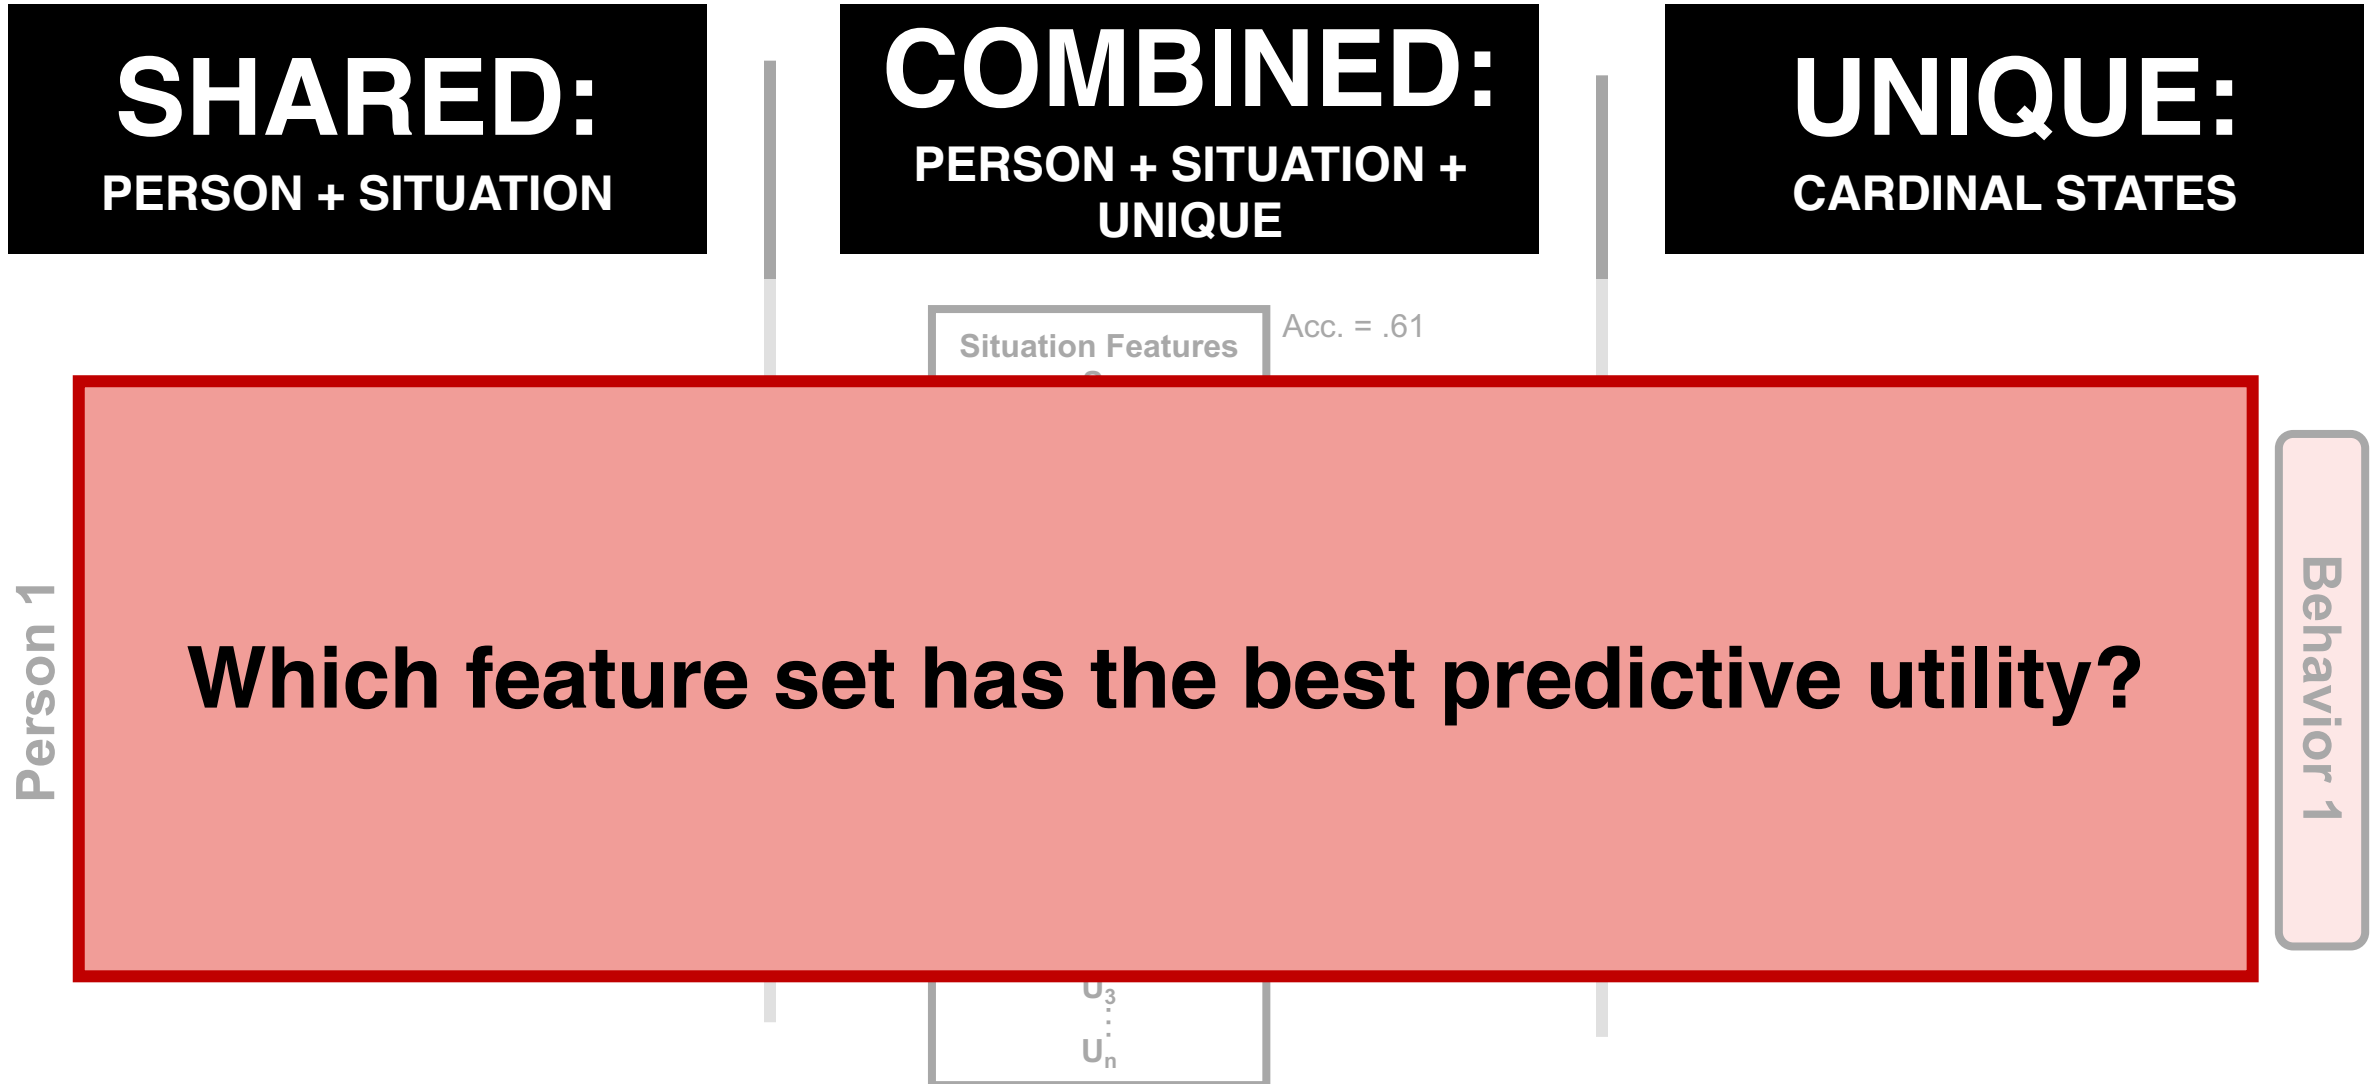 SHARED:
PERSON + SITUATION
COMBINED:
PERSON + SITUATION +
UNIQUE
UNIQUE:
CARDINAL STATES
Situation Features
Acc. = .61
Person 1
Which feature set has the best predictive utility?
Behavior 1
U3
Un